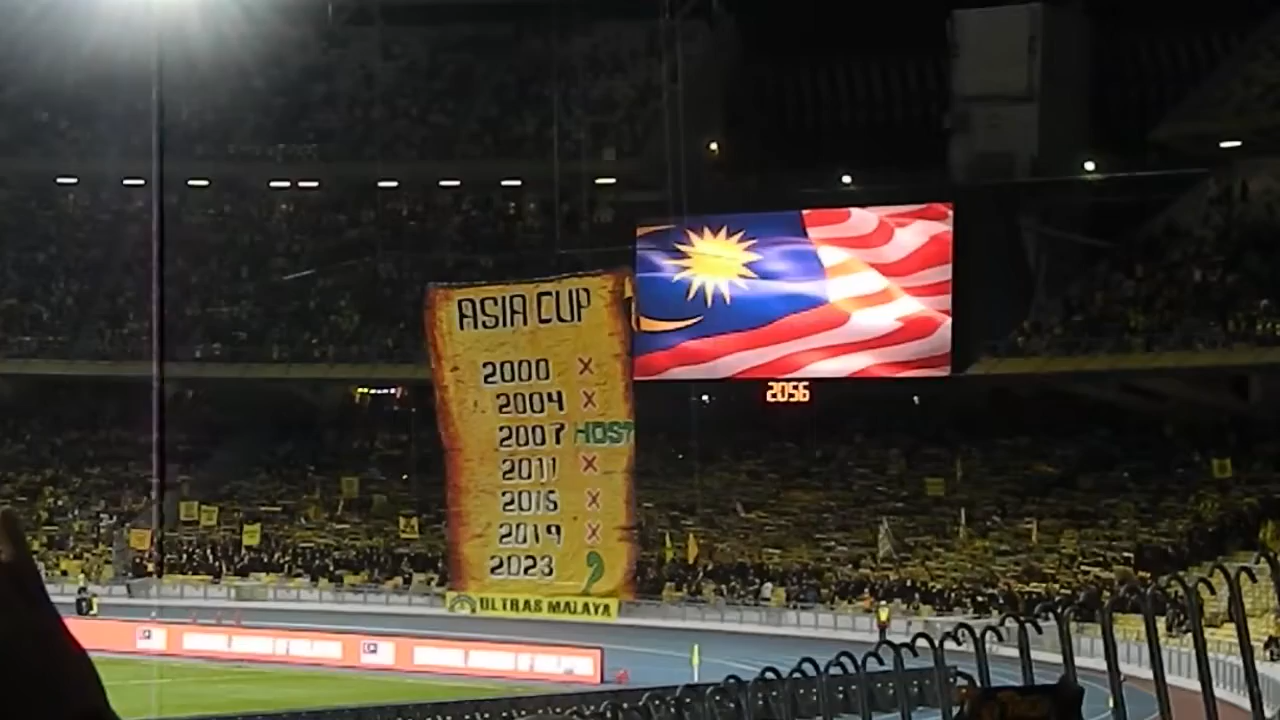 ASIA CUP
2000 X
2004 X
2007 HOST
2011 X
2015 X
2019 X
2023
ULTRAS MALAYA
2056